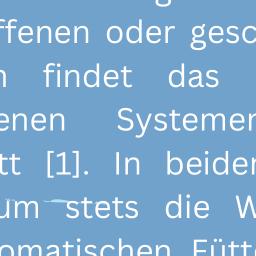 ffenen oder gesc
n findet das
enen Systemen
tt [1]. In beiden
um stets die W
omatischen Fütte